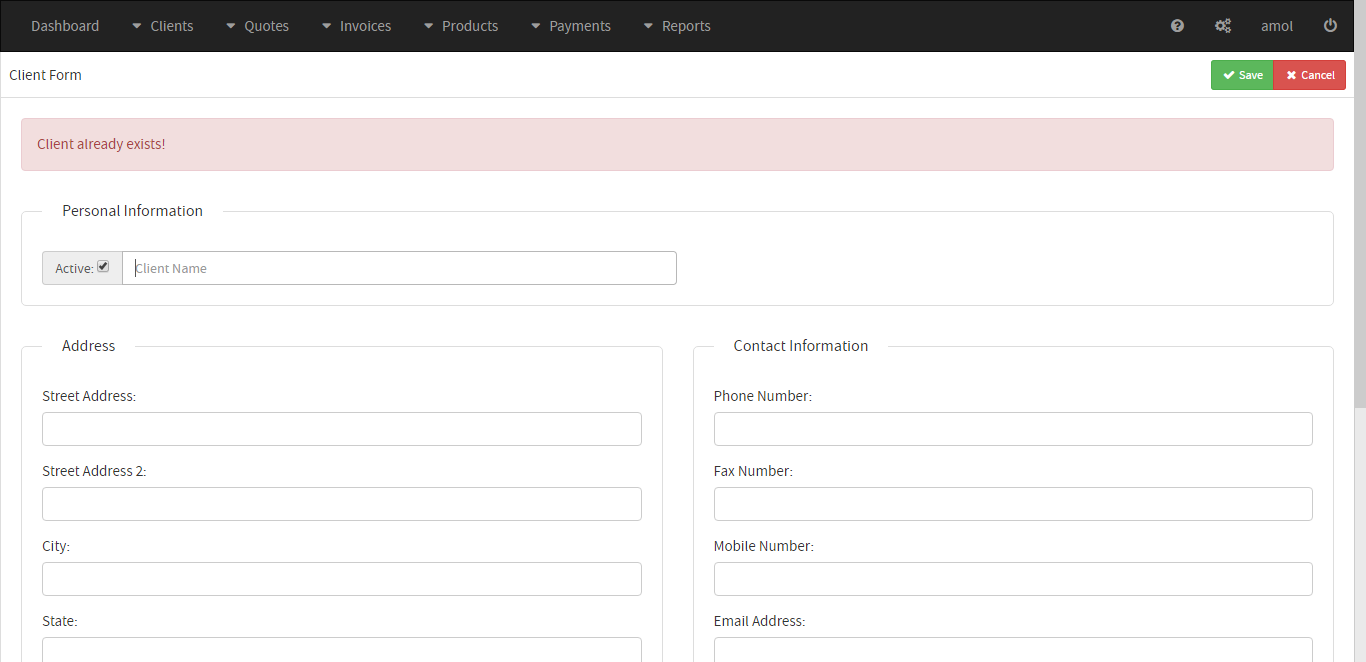 Dashboard Clients Quotes Invoices Products Payments Reports amol
Client Form Save Cancel
Client already exists!
Personal Information
Active: Client Name
Address
Street Address:
Street Address 2:
City:
State:
Contact Information
Phone Number:
Fax Number:
Mobile Number:
Email Address: